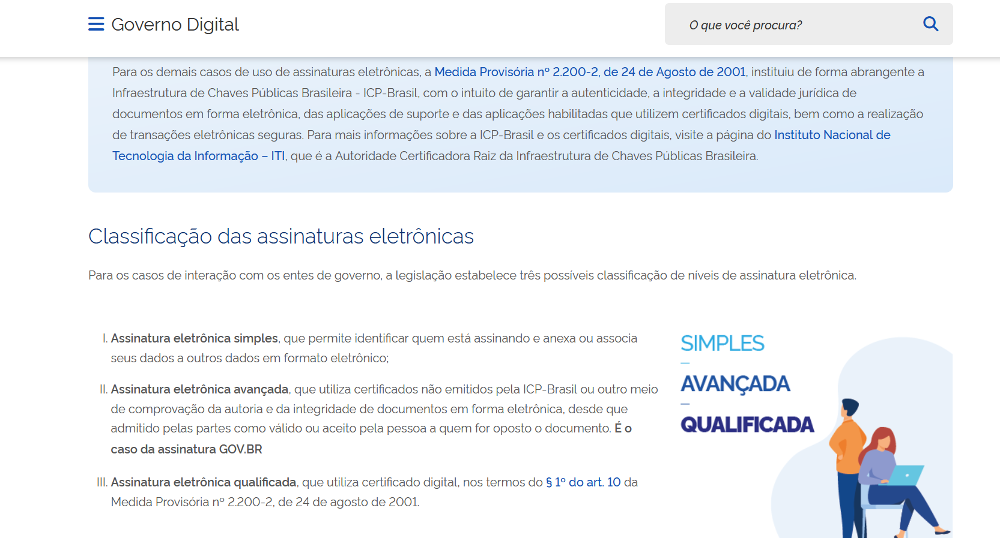 Governo Digital
O que você procura?
Para os demais casos de uso de assinaturas eletrônicas, a Medida Provisória nº 2.200-2, de 24 de Agosto de 2001, instituiu de forma abrangente a
Infraestrutura de Chaves Públicas Brasileira - ICP-Brasil, com o intuito de garantir a autenticidade, a integridade e a validade jurídica de
documentos em forma eletrônica, das aplicações de suporte e das aplicações habilitadas que utilizem certificados digitais, bem como a realização
de transações eletrônicas seguras. Para mais informações sobre a ICP-Brasil e os certificados digitais, visite a página do Instituto Nacional de
Tecnologia da Informação – ITI, que é a Autoridade Certificadora Raiz da Infraestrutura de Chaves Públicas Brasileira.
Classificação das assinaturas eletrônicas
Para os casos de interação com os entes de governo, a legislação estabelece três possíveis classificação de níveis de assinatura eletrônica.
I. Assinatura eletrônica simples, que permite identificar quem está assinando e anexa ou associa
seus dados a outros dados em formato eletrônico;
II. Assinatura eletrônica avançada, que utiliza certificados não emitidos pela ICP-Brasil ou outro meio
de comprovação da autoria e da integridade de documentos em forma eletrônica, desde que
admitido pelas partes como válido ou aceito pela pessoa a quem for oposto o documento. É o
caso da assinatura GOV.BR
III. Assinatura eletrônica qualificada, que utiliza certificado digital, nos termos do § 1º do art. 10 da
Medida Provisória nº 2.200-2, de 24 de agosto de 2001.
SIMPLES
AVANÇADA
QUALIFICADA